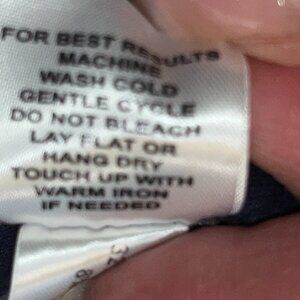 FOR BEST RESULTS
MACHINE
WASH COLD
GENTLE CYCLE
DO NOT BLEACH
LAY FLAT OR
HANG DRY
TOUCH UP WITH
WARM IRON
IF NEEDED